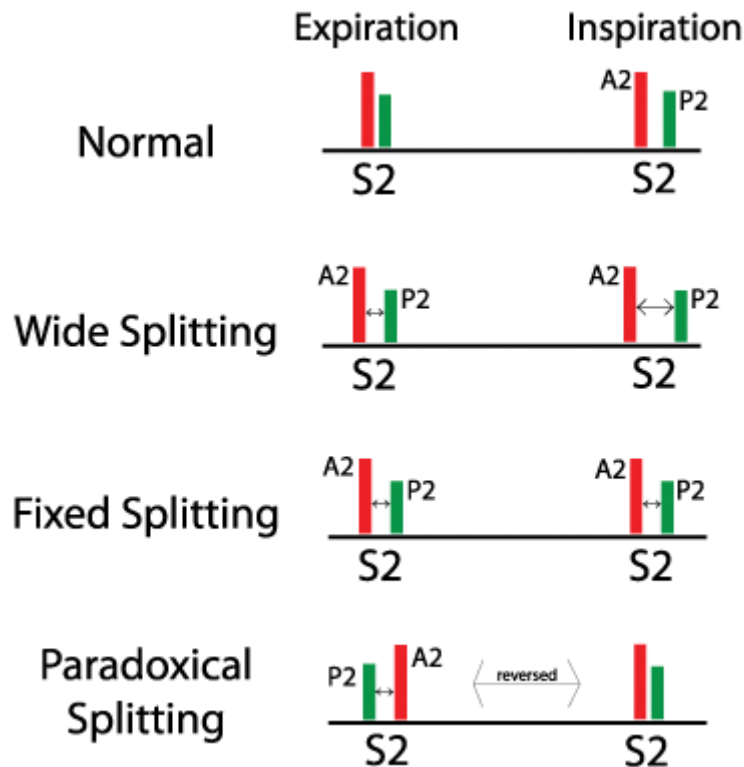 Expiration Inspiration
A2 P2
Normal
S2 S2
A2 P2 A2 P2
Wide Splitting
S2 S2
A2 P2 A2 P2
Fixed Splitting
S2 S2
Paradoxical
P2 A2 reversed
Splitting
S2 S2